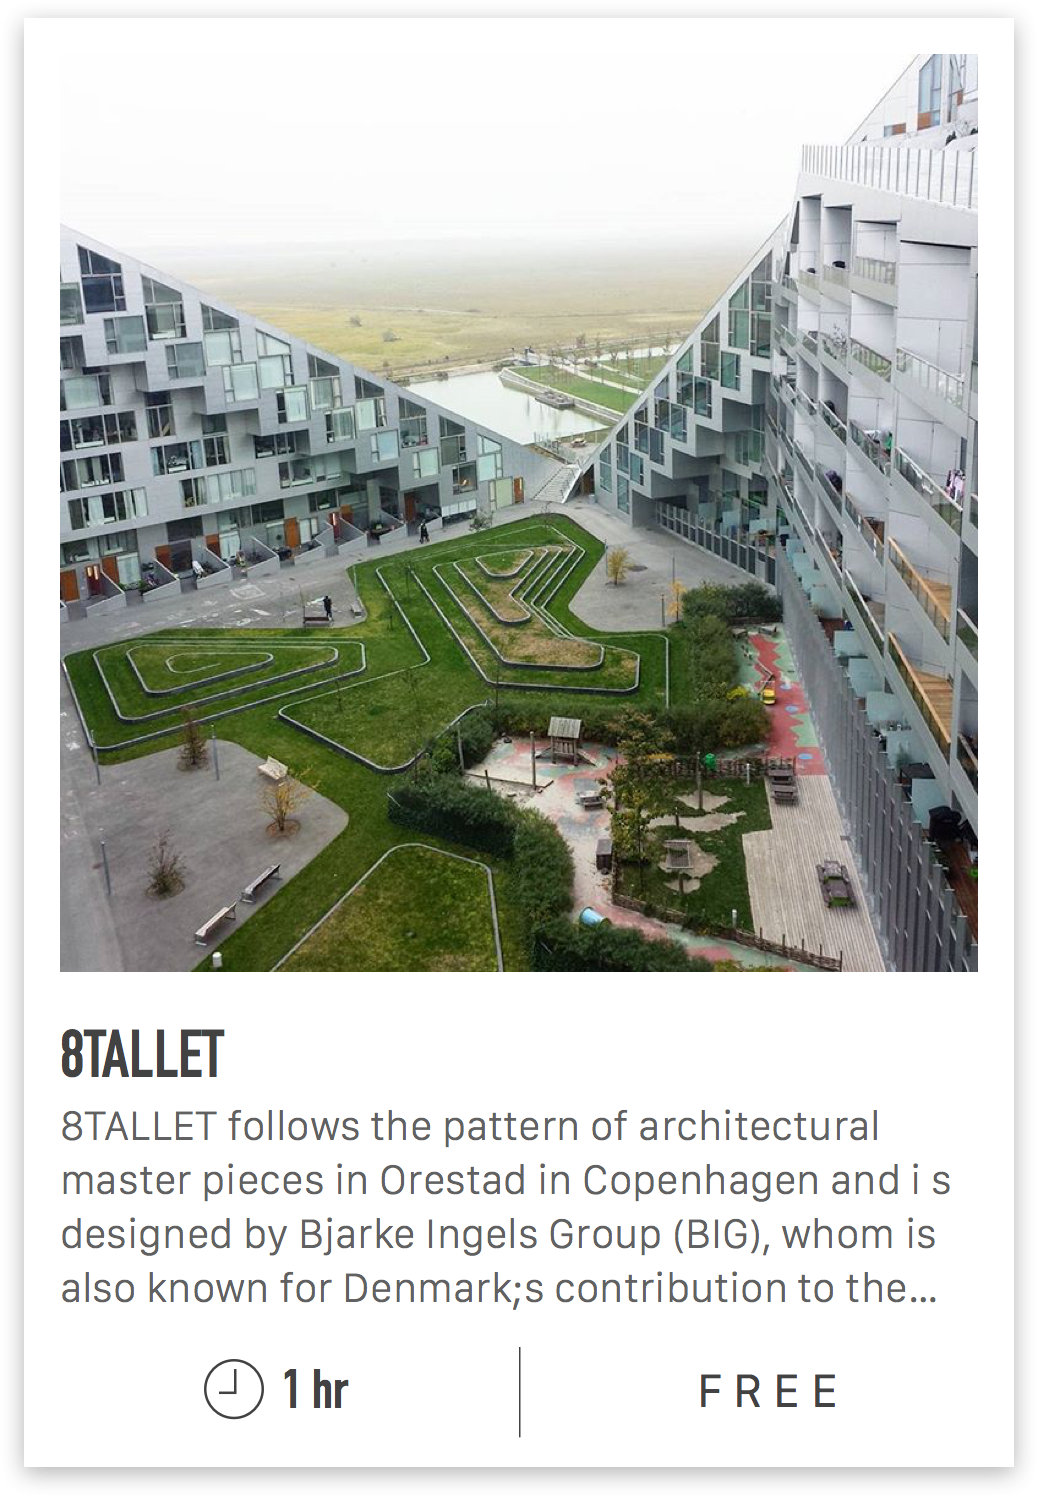 8TALLET
8TALLET follows the pattern of architectural
master pieces in Orestad in Copenhagen and i s
designed by Bjarke Ingels Group (BIG), whom is
also known for Denmark;s contribution to the...
1 hr
FREE